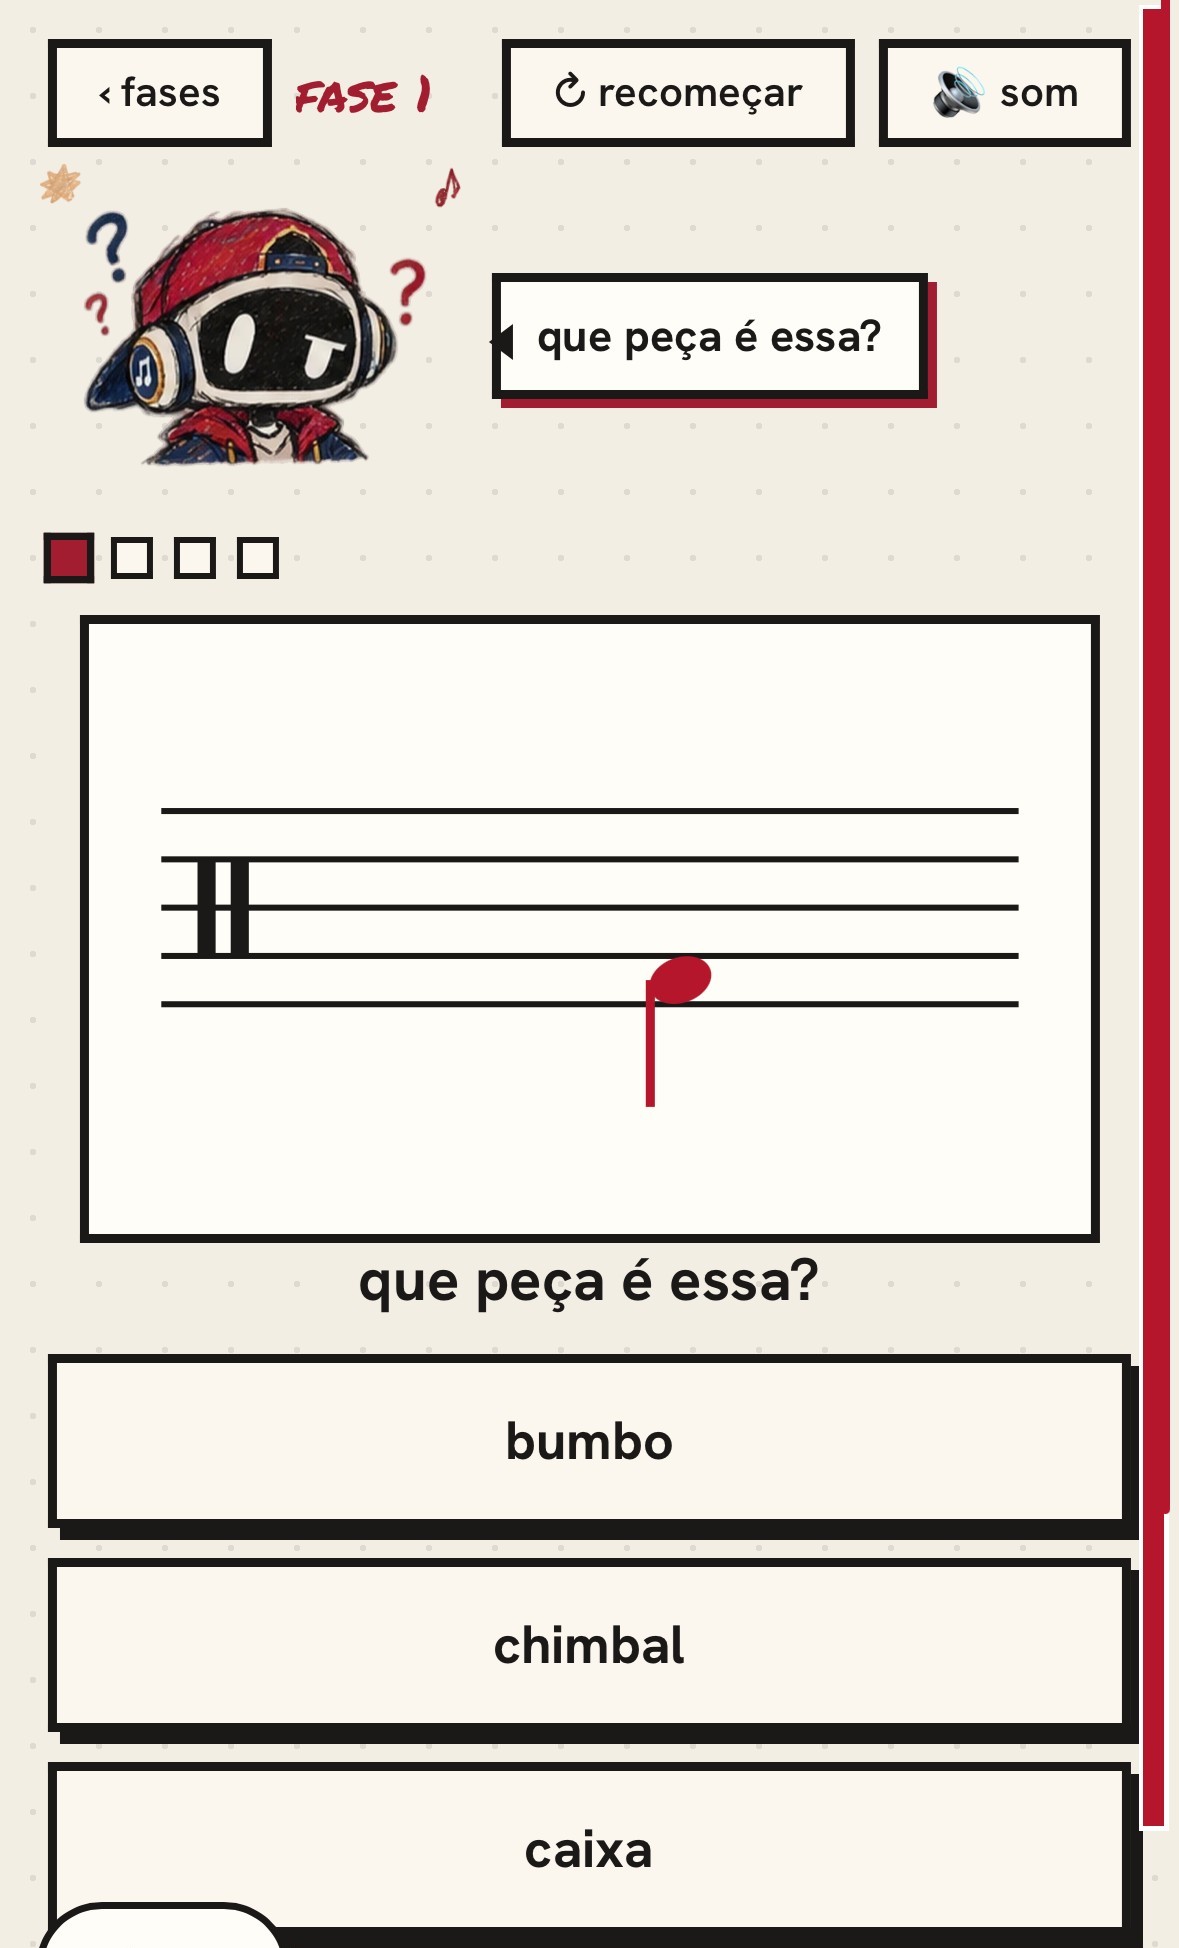 ‹ fases
FASE 1
↻ recomeçar
🔊 som
que peça é essa?
que peça é essa?
bumbo
chimbal
caixa